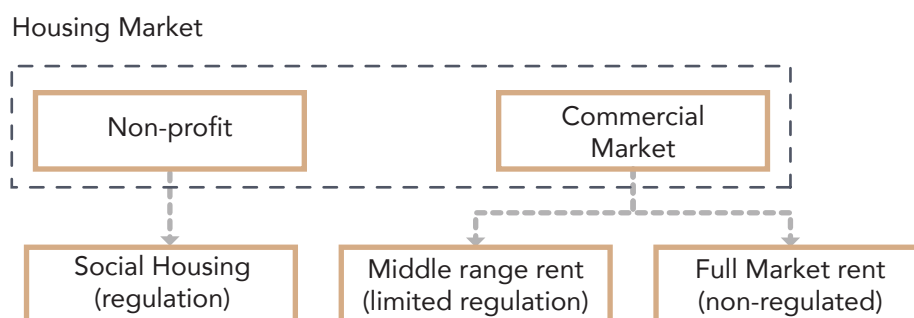 Housing Market
Non-profit
Commercial
Market
Social Housing
(regulation)
Middle range rent
(limited regulation)
Full Market rent
(non-regulated)